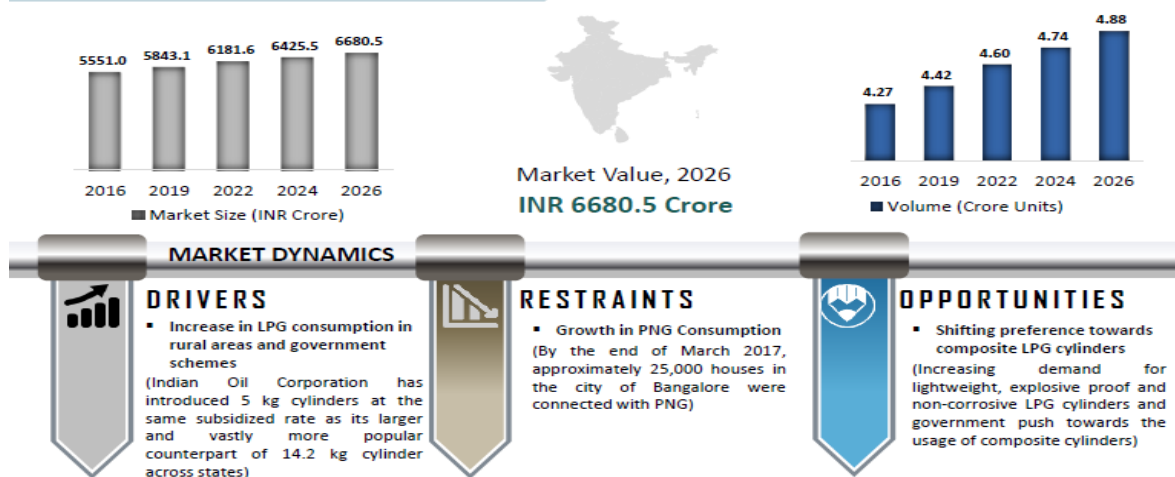 5551.0 5843.1 6181.6 6425.5 6680.5
2016 2019 2022 2024 2026
Market Size (INR Crore)
Market Value, 2026
INR 6680.5 Crore
4.27 4.42 4.60 4.74 4.88
2016 2019 2022 2024 2026
Volume (Crore Units)
MARKET DYNAMICS
DRIVERS
▪ Increase in LPG consumption in
rural areas and government
schemes
(Indian Oil Corporation has
introduced 5 kg cylinders at the
same subsidized rate as its larger
and vastly more popular
counterpart of 14.2 kg cylinder
across states)
RESTRAINTS
▪ Growth in PNG Consumption
(By the end of March 2017,
approximately 25,000 houses in
the city of Bangalore were
connected with PNG)
OPPORTUNITIES
▪ Shifting preference towards
composite LPG cylinders
(Increasing demand for
lightweight, explosive proof and
non-corrosive LPG cylinders and
government push towards the
usage of composite cylinders)